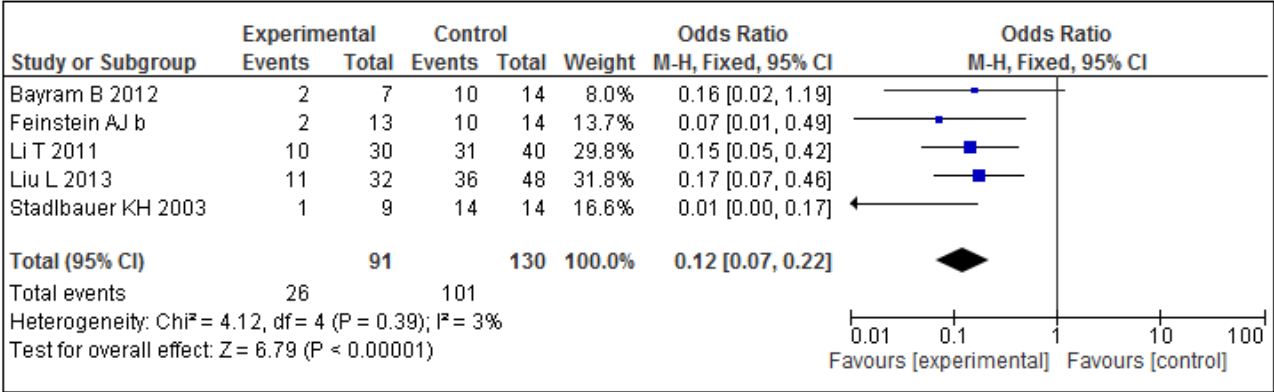 Experimental Control Odds Ratio Odds Ratio
Study or Subgroup Events Total Events Total Weight M-H, Fixed, 95% CI M-H, Fixed, 95% CI
Bayram B 2012 2 7 10 14 8.0% 0.16 [0.02, 1.19]
Feinstein AJ b 2 13 10 14 13.7% 0.07 [0.01, 0.49]
Li T 2011 10 30 31 40 29.8% 0.15 [0.05, 0.42]
Liu L 2013 11 32 36 48 31.8% 0.17 [0.07, 0.46]
Stadlbauer KH 2003 1 9 14 14 16.6% 0.01 [0.00, 0.17]
Total (95% CI) 91 130 100.0% 0.12 [0.07, 0.22]
Total events 26 101
Heterogeneity: Chi² = 4.12, df = 4 (P = 0.39); I² = 3%
Test for overall effect: Z = 6.79 (P < 0.00001)
0.01 0.1 1 10 100
Favours [experimental] Favours [control]